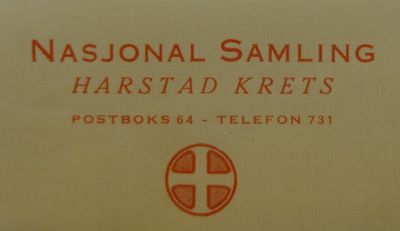 NASJONAL SAMLING
HARSTAD KRETS
POSTBOKS 64 - TELEFON 731